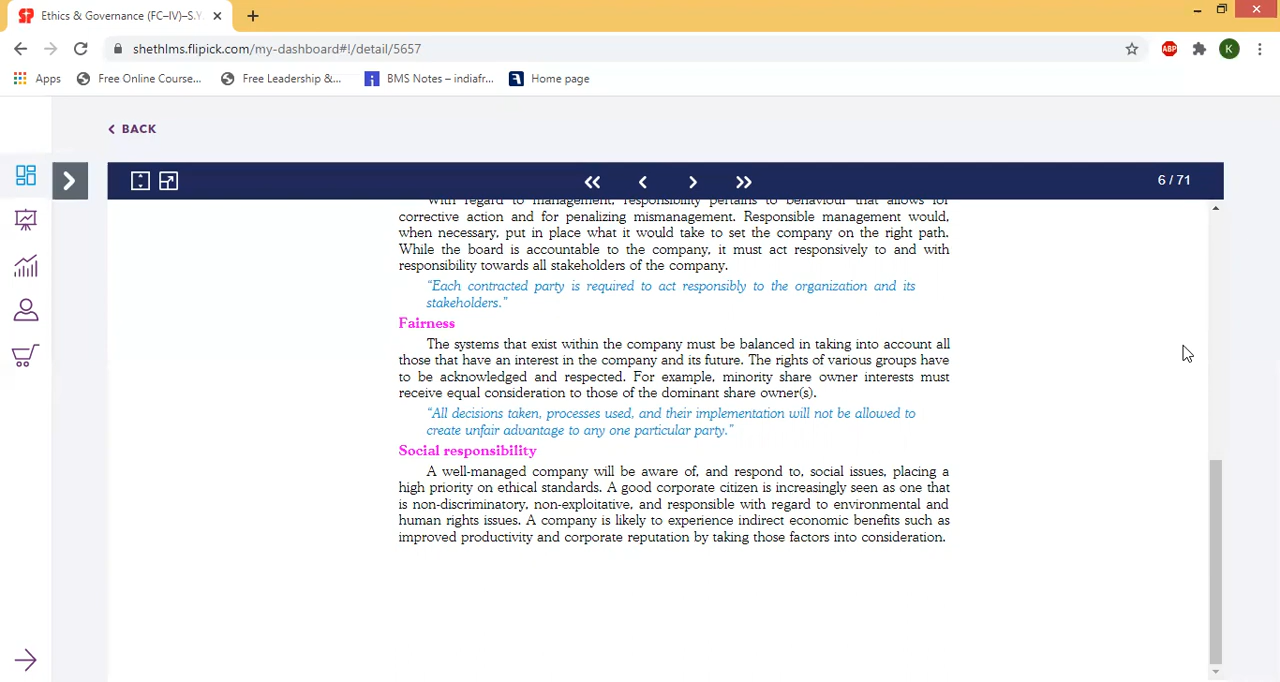 Ethics & Governance (FC–IV)–S.Y.
shethlms.flipick.com/my-dashboard#!/detail/5657
ABP
K
Apps
Free Online Course...
Free Leadership &...
BMS Notes – indiafr...
Home page
BACK
6 / 71
With regard to management, responsibility pertains to behaviour that allows for
corrective action and for penalizing mismanagement. Responsible management would,
when necessary, put in place what it would take to set the company on the right path.
While the board is accountable to the company, it must act responsively to and with
responsibility towards all stakeholders of the company.
“Each contracted party is required to act responsibly to the organization and its
stakeholders.”
Fairness
The systems that exist within the company must be balanced in taking into account all
those that have an interest in the company and its future. The rights of various groups have
to be acknowledged and respected. For example, minority share owner interests must
receive equal consideration to those of the dominant share owner(s).
“All decisions taken, processes used, and their implementation will not be allowed to
create unfair advantage to any one particular party.”
Social responsibility
A well-managed company will be aware of, and respond to, social issues, placing a
high priority on ethical standards. A good corporate citizen is increasingly seen as one that
is non-discriminatory, non-exploitative, and responsible with regard to environmental and
human rights issues. A company is likely to experience indirect economic benefits such as
improved productivity and corporate reputation by taking those factors into consideration.